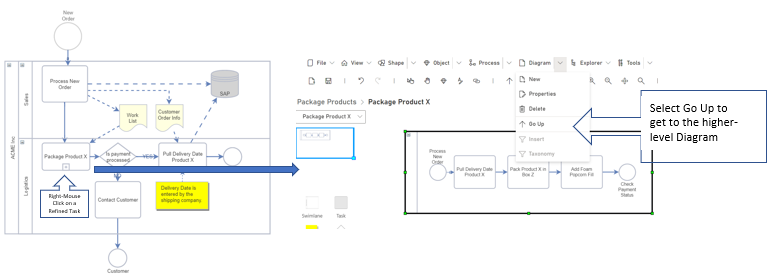 New
Order
ACME Inc.
Sales
Logistics
Process New
Order
SAP
Work
List
Customer
Order Info
Package Product X
Is payment
processed
YES
Pull Delivery Date
Product X
NO
Right-Mouse
Click on a
Refined Task
Contact Customer
Delivery Date is
entered by the
shipping company.
Customer
File View Shape Object Process Diagram Explorer Tools
Package Products > Package Product X
Package Product X
New
Properties
Delete
Go Up
Insert
Taxonomy
Swimlane
Task
Process
New
Order
Pull Delivery Date
Product X
Pack Product X in
Box Z
Add Foam
Popcorn Fill
Check
Payment
Status
Select Go Up to
get to the higher-
level Diagram